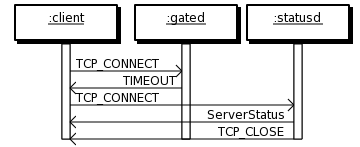 :client :gated :statusd
TCP_CONNECT
TIMEOUT
TCP_CONNECT
ServerStatus
TCP_CLOSE